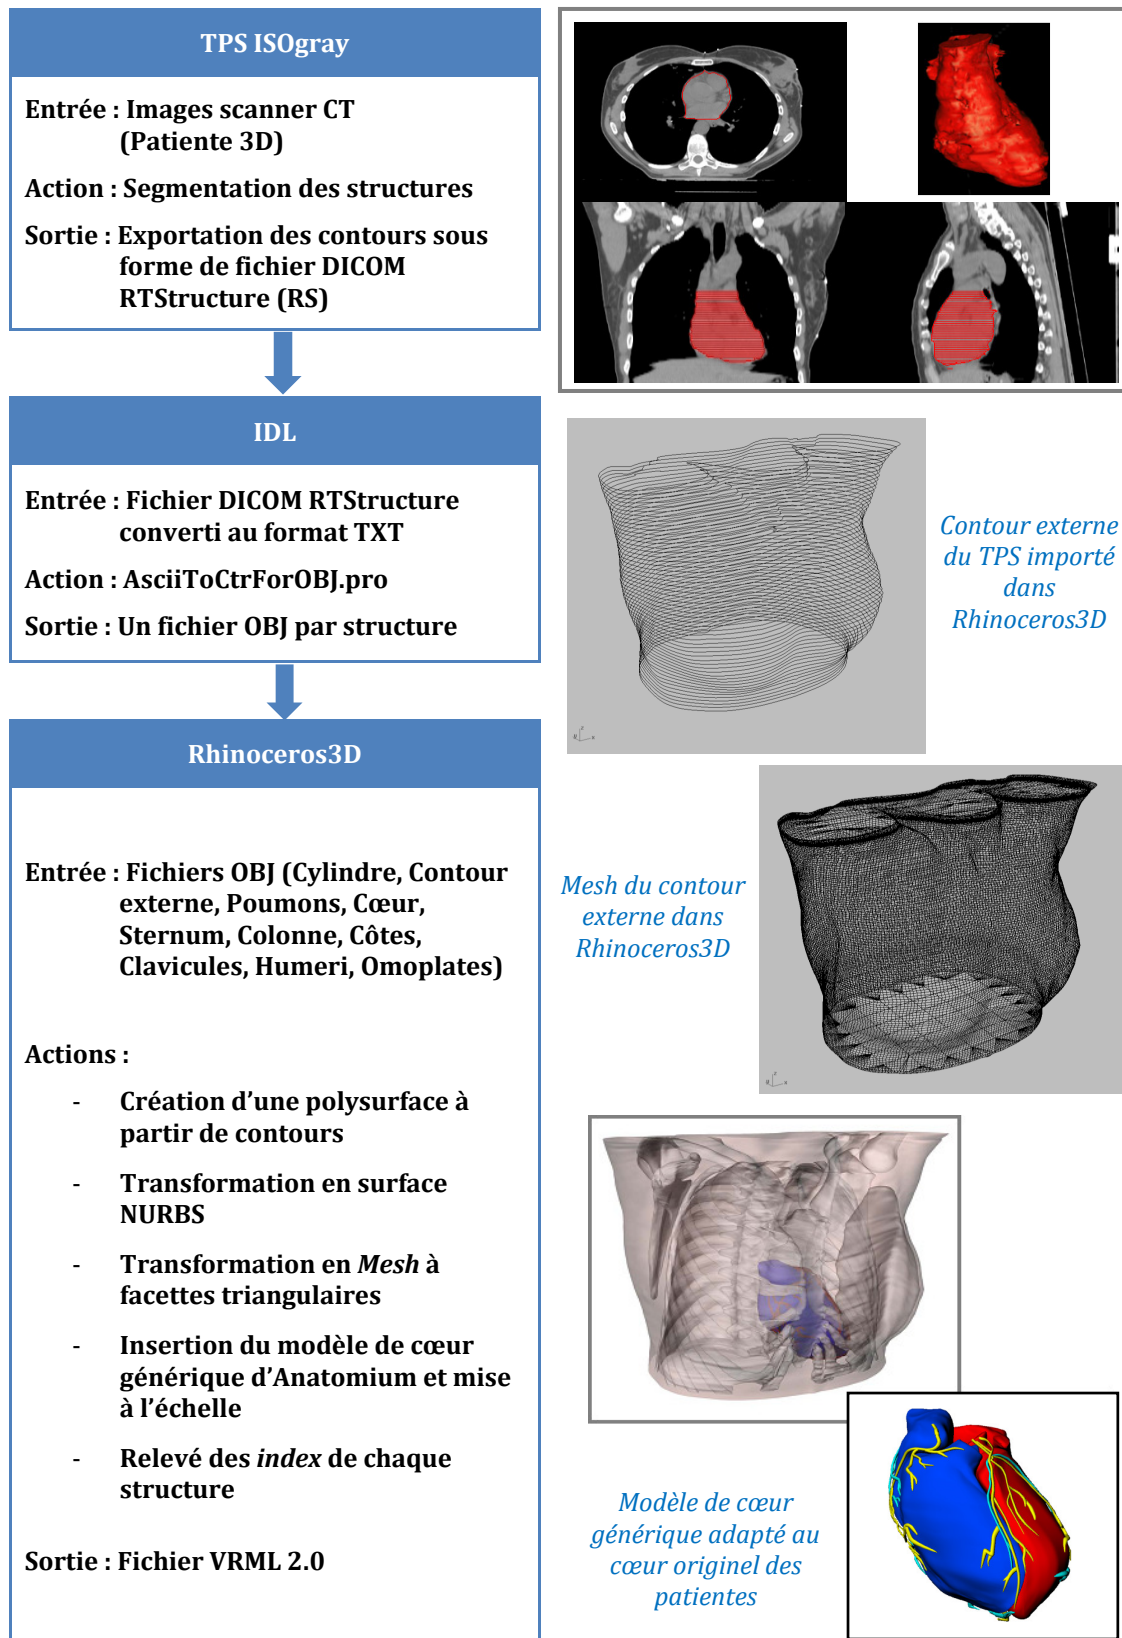 TPS ISOgray
Entrée : Images scanner CT
(Patiente 3D)
Action : Segmentation des structures
Sortie : Exportation des contours sous
forme de fichier DICOM
RTStructure (RS)
IDL
Entrée : Fichier DICOM RTStructure
converti au format TXT
Action : AsciiToCtrForOBJ.pro
Sortie : Un fichier OBJ par structure
Contour externe
du TPS importé
dans
Rhinoceros3D
Rhinoceros3D
Entrée : Fichiers OBJ (Cylindre, Contour
externe, Poumons, Cœur,
Sternum, Colonne, Côtes,
Clavicules, Humeri, Omoplates)
Mesh du contour
externe dans
Rhinoceros3D
Actions :
- Création d’une polysurface à
partir de contours
- Transformation en surface
NURBS
- Transformation en Mesh à
facettes triangulaires
- Insertion du modèle de cœur
générique d’Anatomium et mise
à l’échelle
- Relevé des index de chaque
structure
Sortie : Fichier VRML 2.0
Modèle de cœur
générique adapté au
cœur originel des
patientes